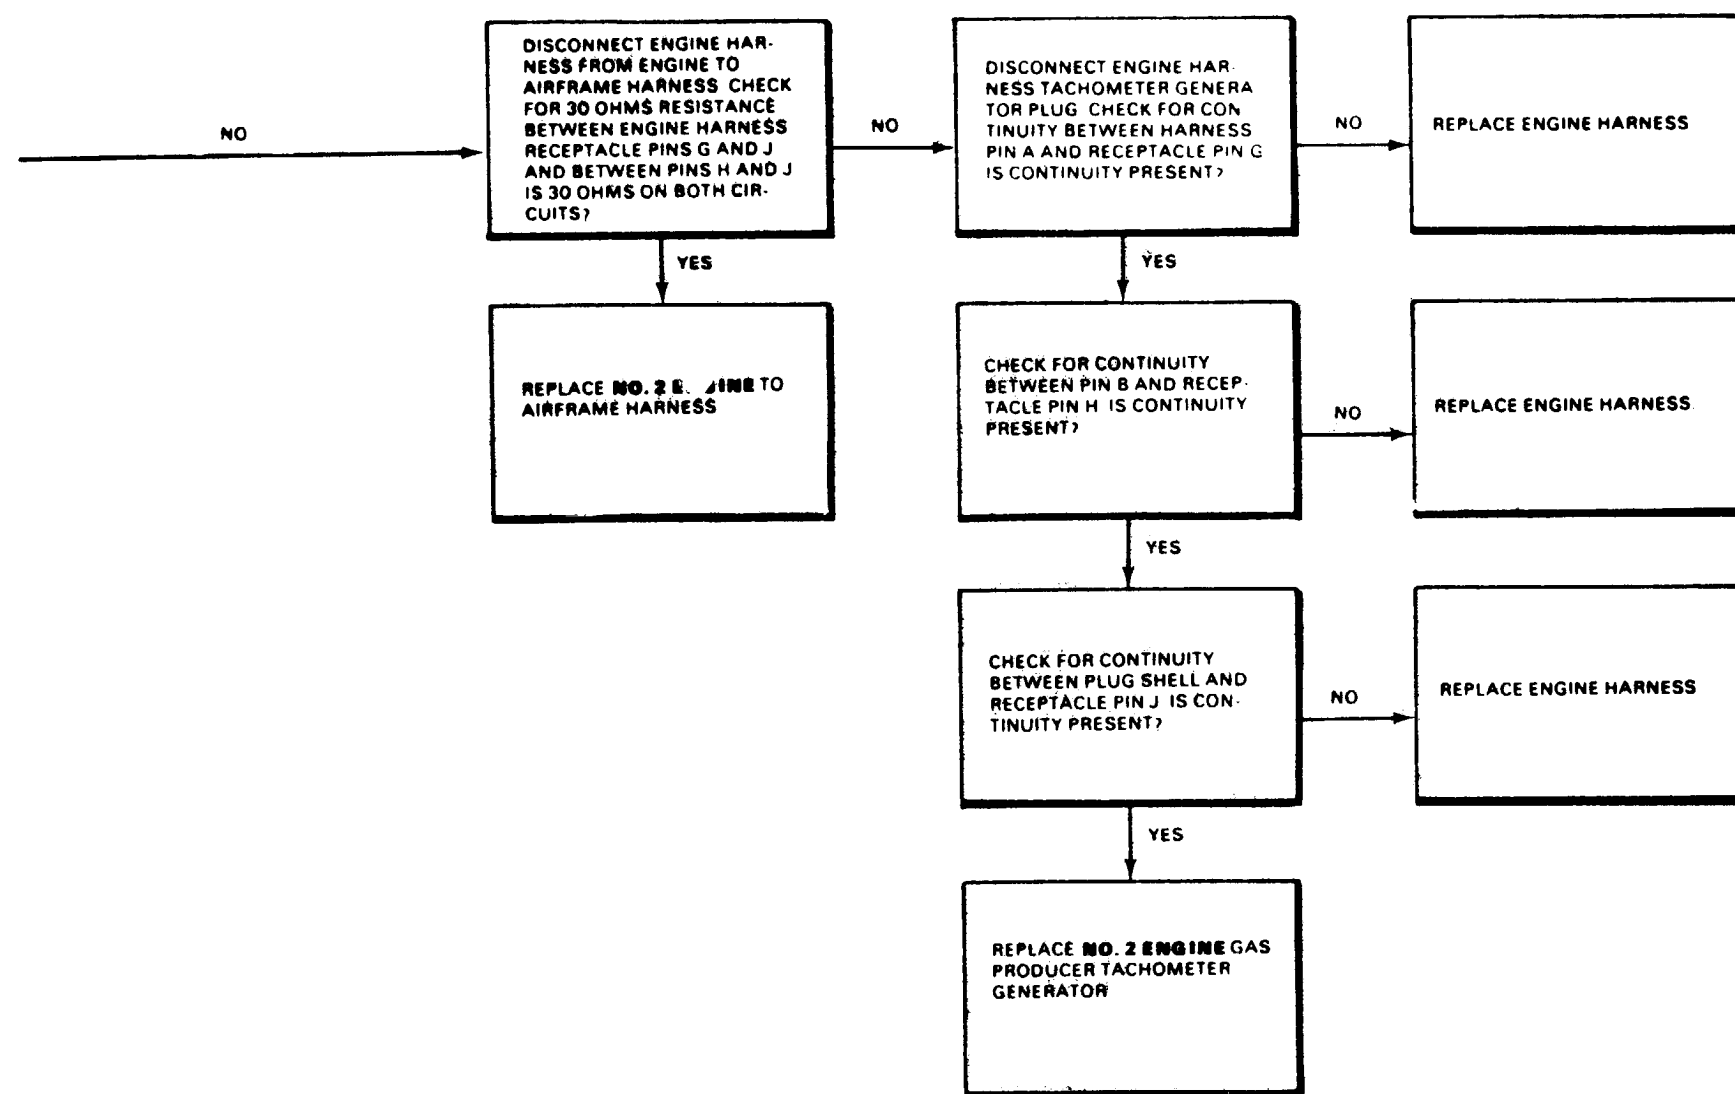 NO
DISCONNECT ENGINE HAR-
NESS FROM ENGINE TO
AIRFRAME HARNESS CHECK
FOR 30 OHMS RESISTANCE
BETWEEN ENGINE HARNESS
RECEPTACLE PINS G AND J
AND BETWEEN PINS H AND J
IS 30 OHMS ON BOTH CIR-
CUITS?
NO
DISCONNECT ENGINE HAR-
NESS TACHOMETER GENERA
TOR PLUG CHECK FOR CON
TINUITY BETWEEN HARNESS
PIN A AND RECEPTACLE PIN G
IS CONTINUITY PRESENT?
NO
REPLACE ENGINE HARNESS
YES
YES
REPLACE NO. 2 TO
AIRFRAME HARNESS
CHECK FOR CONTINUITY
BETWEEN PIN B AND RECEP-
TACLE PIN H IS CONTINUITY
PRESENT?
NO
REPLACE ENGINE HARNESS
YES
CHECK FOR CONTINUITY
BETWEEN PLUG SHELL AND
RECEPTACLE PIN J IS CON-
TINUITY PRESENT?
NO
REPLACE ENGINE HARNESS
YES
REPLACE NO. 2 ENGINE GAS
PRODUCER TACHOMETER
GENERATOR